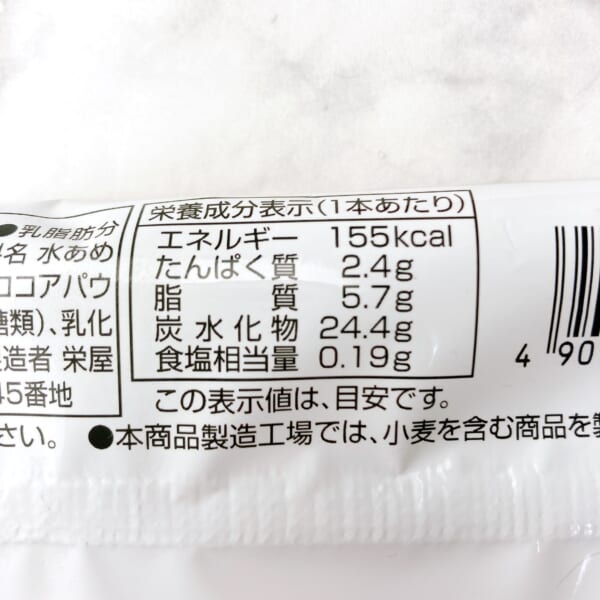 ●乳脂肪分
名 水あめ
ココアパウ
糖類)、乳化
造者 栄屋
45番地
さい。 ●本商品製造工場では、小麦を含む商品を製
栄養成分表示(1本あたり)
エネルギー 155kcal
たんぱく質 2.4g
脂質 5.7g
炭水化物 24.4g
食塩相当量 0.19g
この表示値は、目安です。
4 90